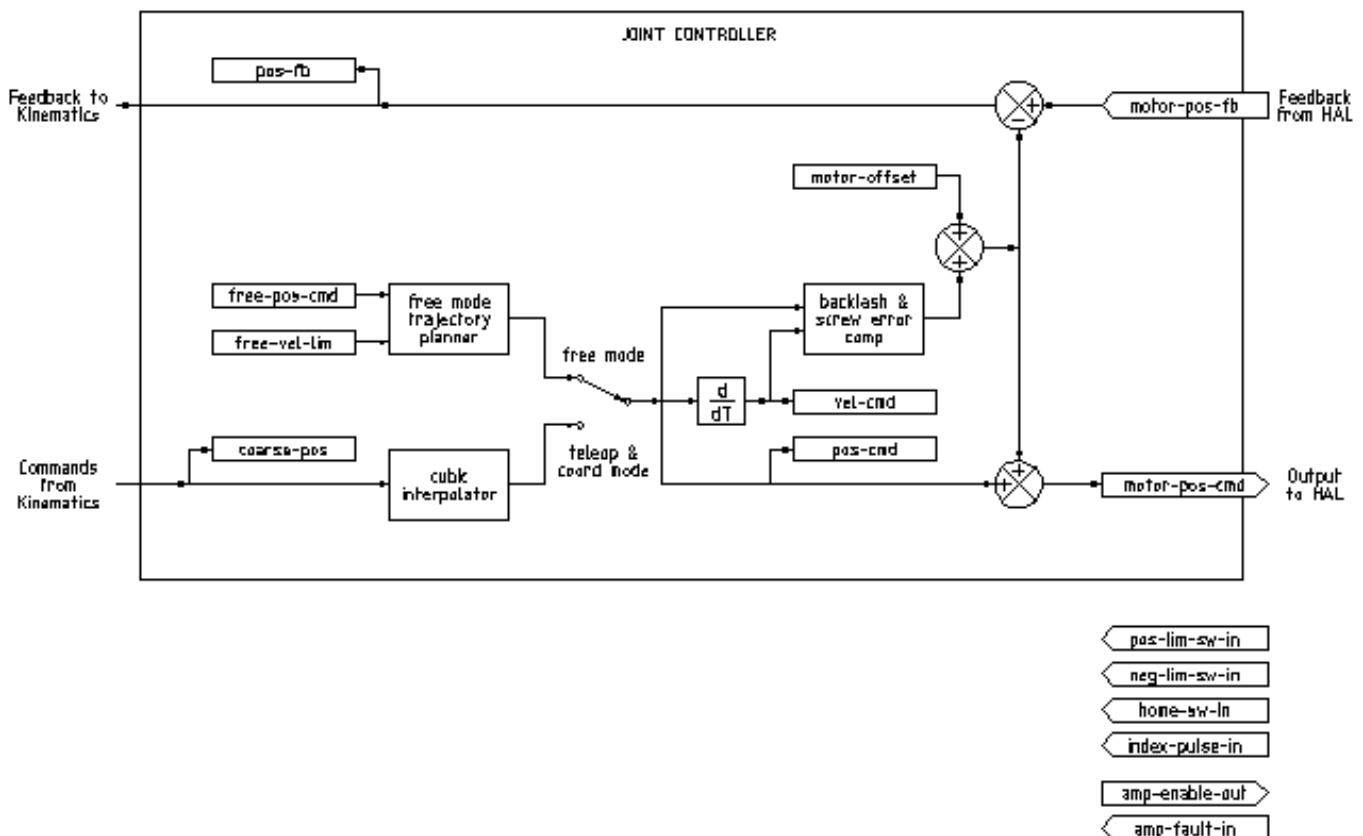 JOINT CONTROLLER
pos-fb
Feedback to
Kinematics
motor-pos-fb
Feedback
from HAL
+
-
motor-offset
+
+
free-pos-cmd
free-vel-lim
free mode
trajectory
planner
backlash &
screw error
comp
free mode
d
dT
vel-cmd
coarse-pos
teleop &
coord mode
pos-cmd
Commands
from
Kinematics
cubic
interpolator
+
+
motor-pos-cmd
Output
to HAL
pos-lim-sw-in
neg-lim-sw-in
home-sw-in
index-pulse-in
amp-enable-out
amp-fault-in